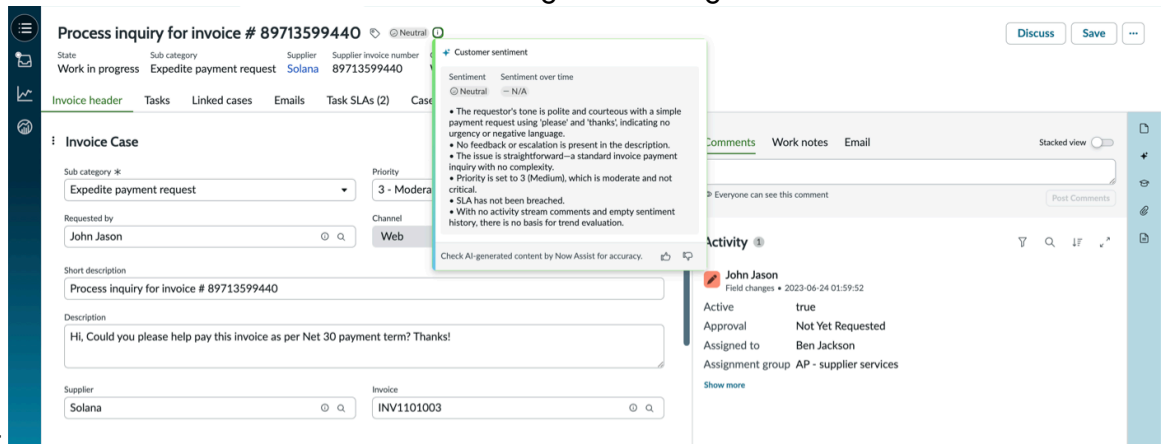 Process inquiry for invoice # 89713599440
Neutral
Discuss
Save
State
Sub category
Supplier
Supplier invoice number
Work in progress
Expedite payment request
Solana
89713599440
Invoice header
Tasks
Linked cases
Emails
Task SLAs (2)
Case
Customer sentiment
Sentiment
Sentiment over time
Neutral
– N/A
• The requestor's tone is polite and courteous with a simple
payment request using 'please' and 'thanks', indicating no
urgency or negative language.
• No feedback or escalation is present in the description.
• The issue is straightforward—a standard invoice payment
inquiry with no complexity.
• Priority is set to 3 (Medium), which is moderate and not
critical.
• SLA has not been breached.
• With no activity stream comments and empty sentiment
history, there is no basis for trend evaluation.
Check AI-generated content by Now Assist for accuracy.
Invoice Case
Sub category *
Expedite payment request
Priority
3 - Modera
Requested by
John Jason
Channel
Web
Short description
Process inquiry for invoice # 89713599440
Description
Hi, Could you please help pay this invoice as per Net 30 payment term? Thanks!
Supplier
Solana
Invoice
INV1101003
Comments
Work notes
Email
Stacked view
Everyone can see this comment
Post Comments
Activity 1
John Jason
Field changes • 2023-06-24 01:59:52
Active true
Approval Not Yet Requested
Assigned to Ben Jackson
Assignment group AP - supplier services
Show more